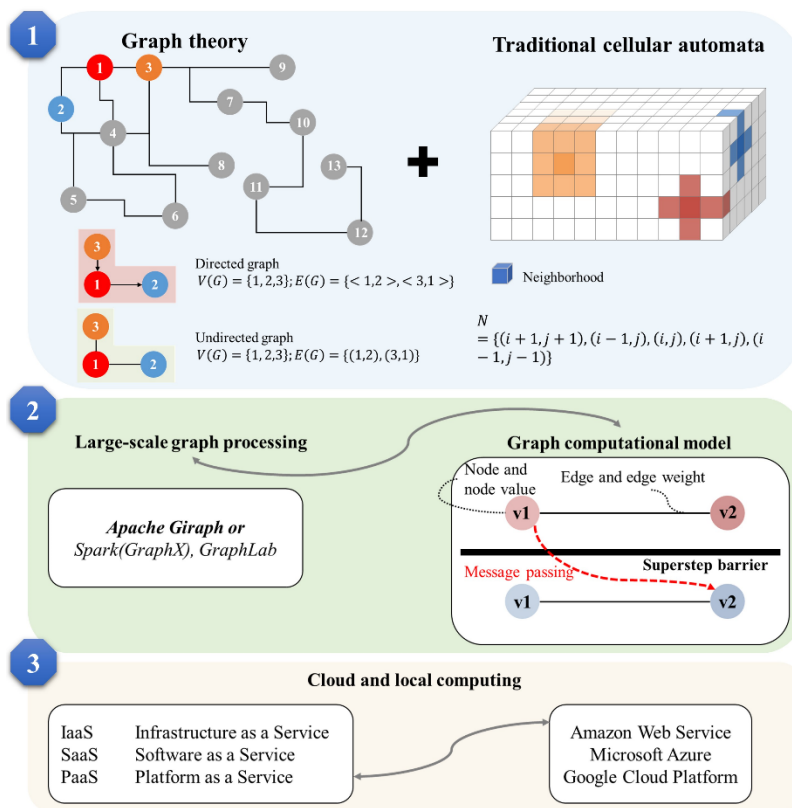 1
Graph theory
Traditional cellular automata
1
3
9
2
7
10
4
8
13
11
5
6
12
3
1
2
Directed graph
V(G) = {1,2,3}; E(G) = {< 1,2 >, < 3,1 >}
3
1
2
Undirected graph
V(G) = {1,2,3}; E(G) = {(1,2), (3,1)}
Neighborhood
N
= {(i + 1, j + 1), (i − 1, j), (i, j), (i + 1, j), (i
− 1, j − 1)}
2
Large-scale graph processing
Graph computational model
Apache Giraph or
Spark(GraphX), GraphLab
Node and
node value
Edge and edge weight
v1
v2
Superstep barrier
Message passing
v1
v2
3
Cloud and local computing
IaaS Infrastructure as a Service
SaaS Software as a Service
PaaS Platform as a Service
Amazon Web Service
Microsoft Azure
Google Cloud Platform